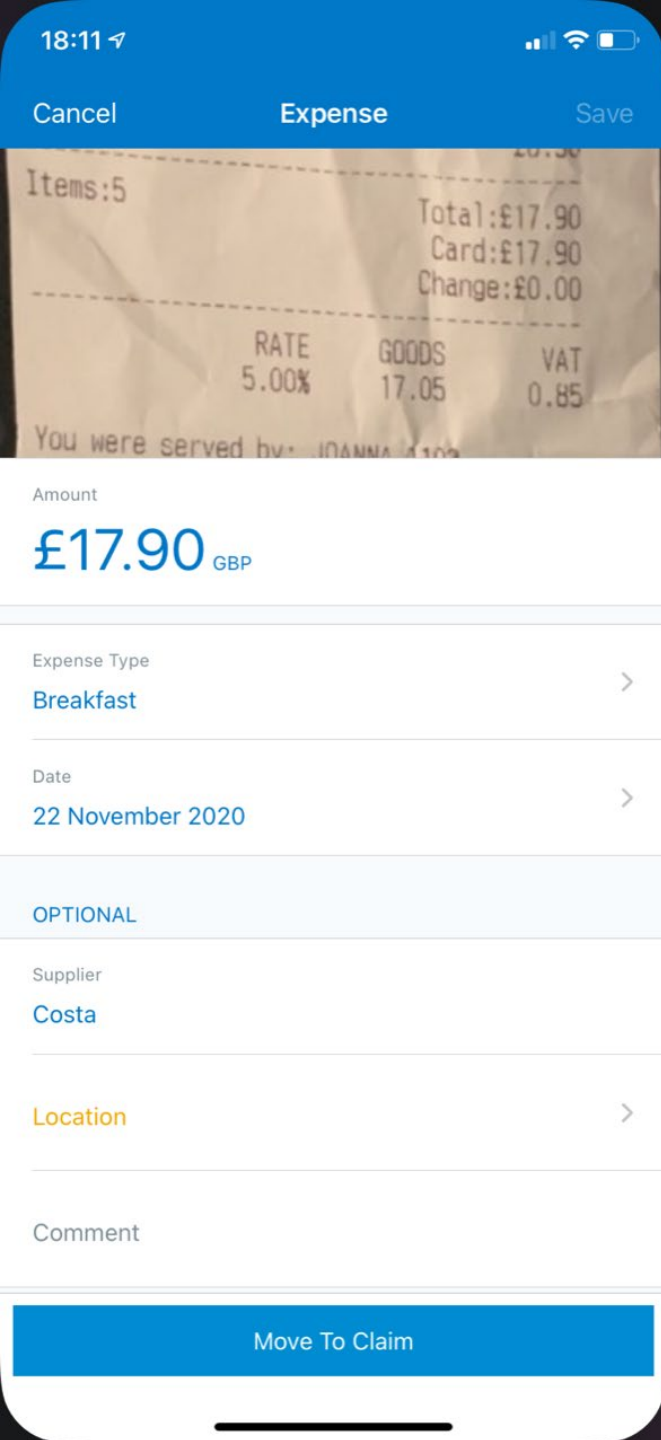 18:11
Cancel Expense Save
Items:5
Total:£17.90
Card:£17.90
Change:£0.00
RATE GOODS VAT
5.00% 17.05 0.85
You were served by: JOANNA
Amount
£17.90 GBP
Expense Type
Breakfast
Date
22 November 2020
OPTIONAL
Supplier
Costa
Location
Comment
Move To Claim